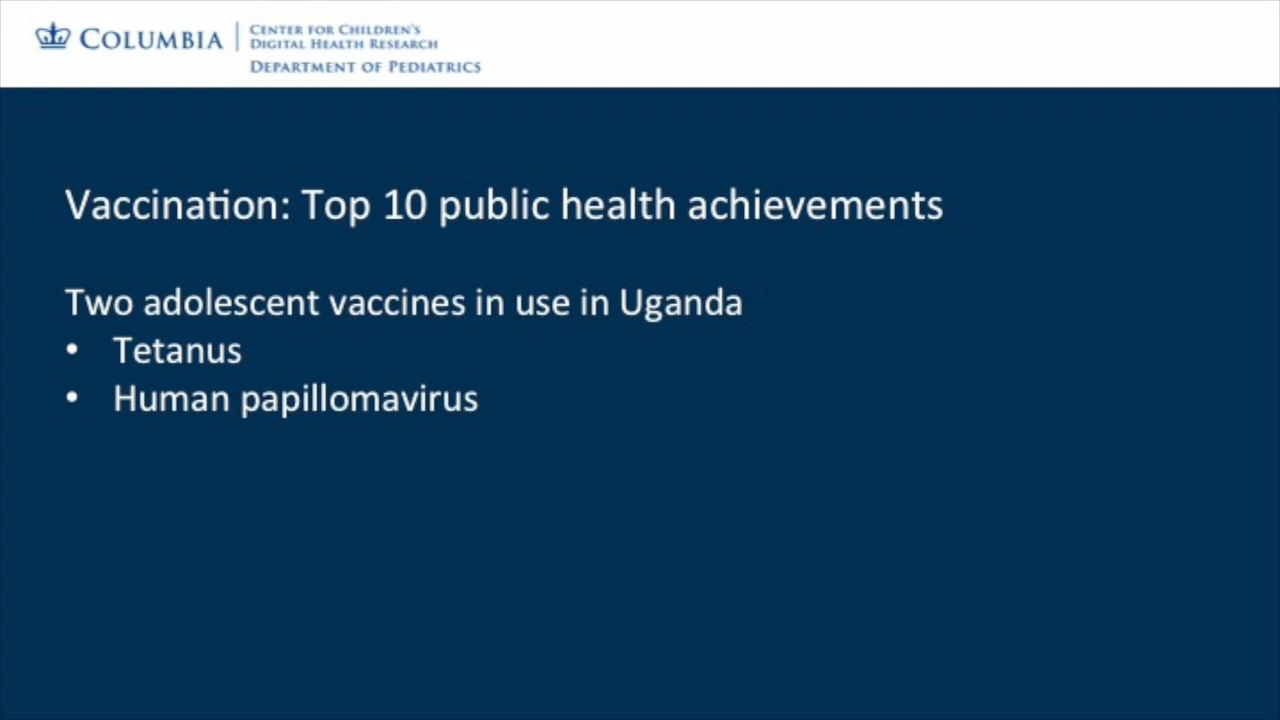 COLUMBIA
CENTER FOR CHILDREN'S
DIGITAL HEALTH RESEARCH
DEPARTMENT OF PEDIATRICS
Vaccination: Top 10 public health achievements
Two adolescent vaccines in use in Uganda
• Tetanus
• Human papillomavirus